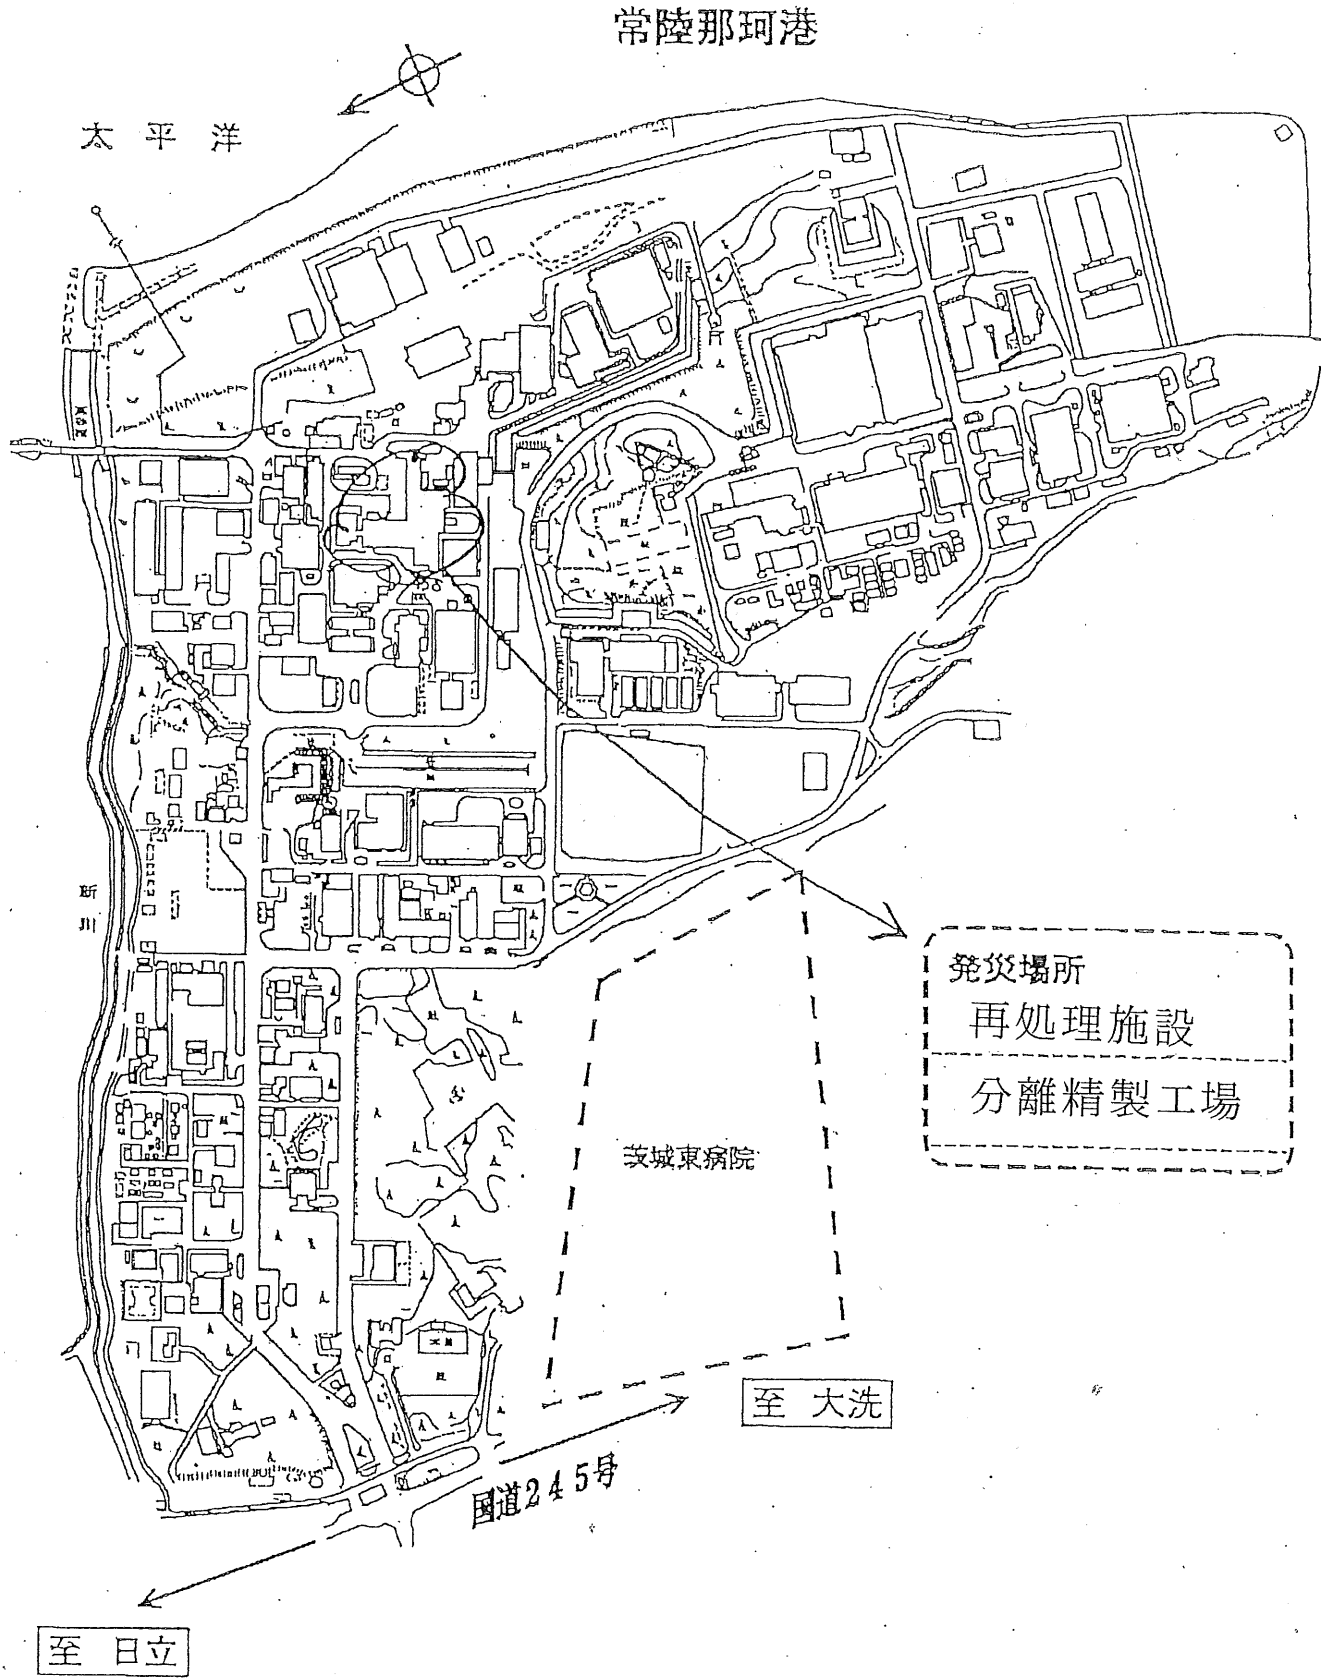 常陸那珂港
太平洋
新川
発災場所
再処理施設
分離精製工場
茨城東病院
至 大洗
国道245号
至 日立